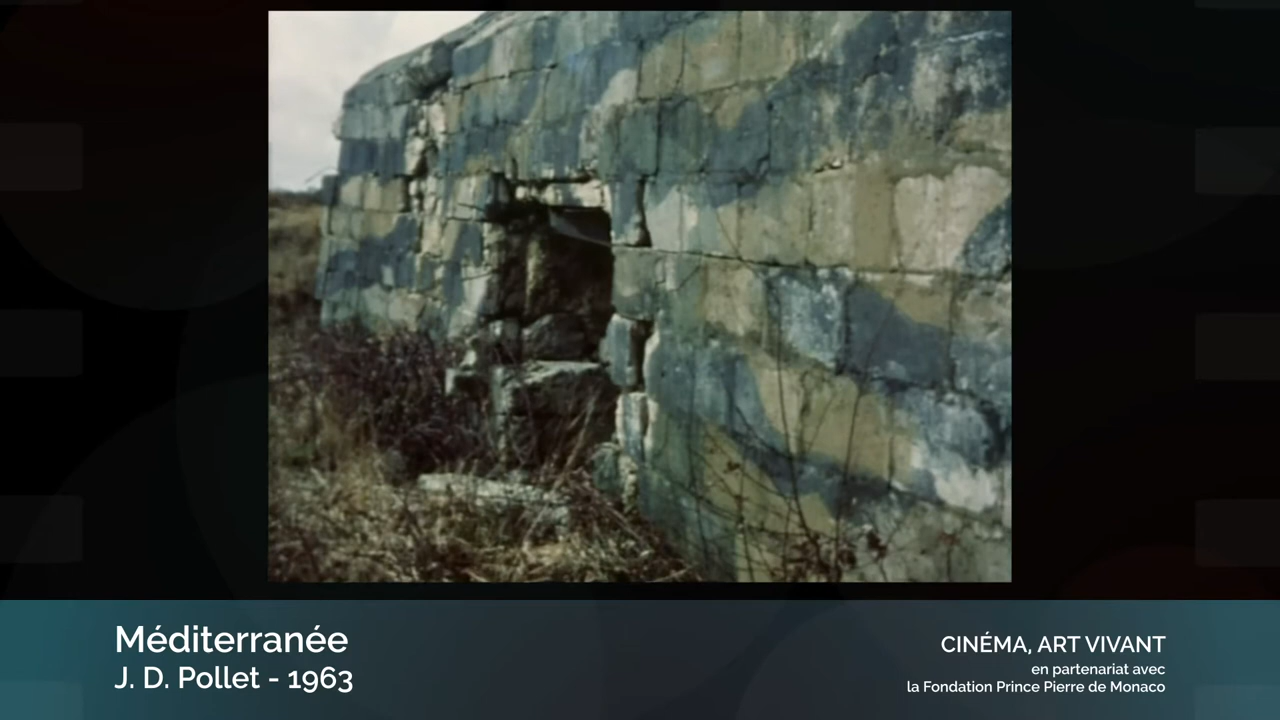 Méditerranée
J. D. Pollet - 1963
CINÉMA, ART VIVANT
en partenariat avec
la Fondation Prince Pierre de Monaco